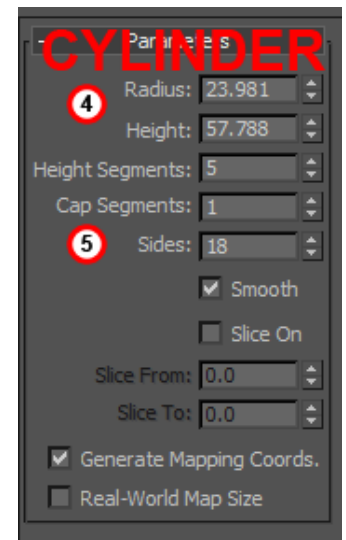 - Parameters
CYLINDER
4
Radius: 23.981
Height: 57.788
Height Segments: 5
Cap Segments: 1
5 Sides: 18
Smooth
Slice On
Slice From: 0.0
Slice To: 0.0
Generate Mapping Coords.
Real-World Map Size